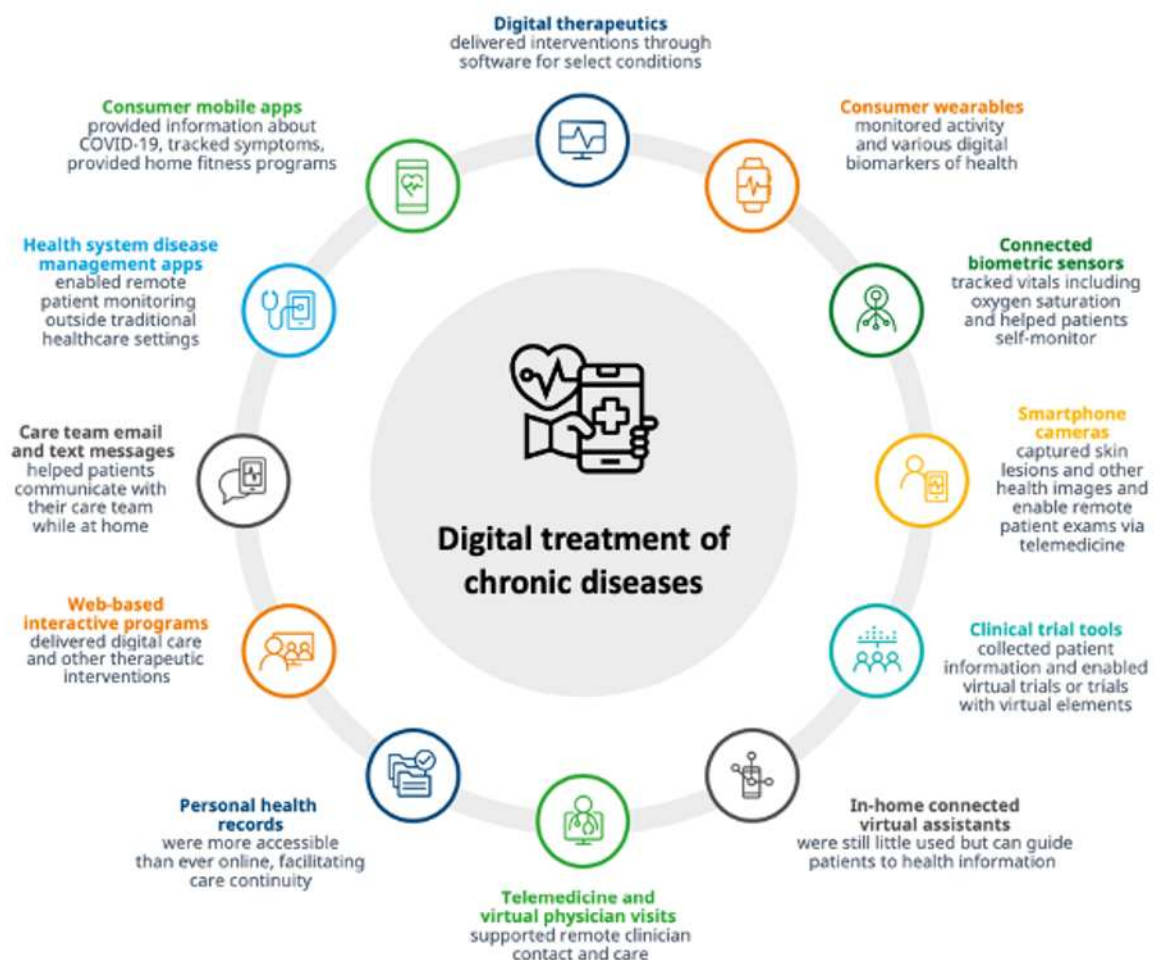 Digital therapeutics
delivered interventions through
software for select conditions
Consumer wearables
monitored activity
and various digital
biomarkers of health
Connected
biometric sensors
tracked vitals including
oxygen saturation
and helped patients
self-monitor
Smartphone
cameras
captured skin
lesions and other
health images and
enable remote
patient exams via
telemedicine
Clinical trial tools
collected patient
information and enabled
virtual trials or trials
with virtual elements
In-home connected
virtual assistants
were still little used but can guide
patients to health information
Telemedicine and
virtual physician visits
supported remote clinician
contact and care
Personal health
records
were more accessible
than ever online, facilitating
care continuity
Web-based
interactive programs
delivered digital care
and other therapeutic
interventions
Care team email
and text messages
helped patients
communicate with
their care team
while at home
Health system disease
management apps
enabled remote
patient monitoring
outside traditional
healthcare settings
Consumer mobile apps
provided information about
COVID-19, tracked symptoms,
provided home fitness programs
Digital treatment of
chronic diseases